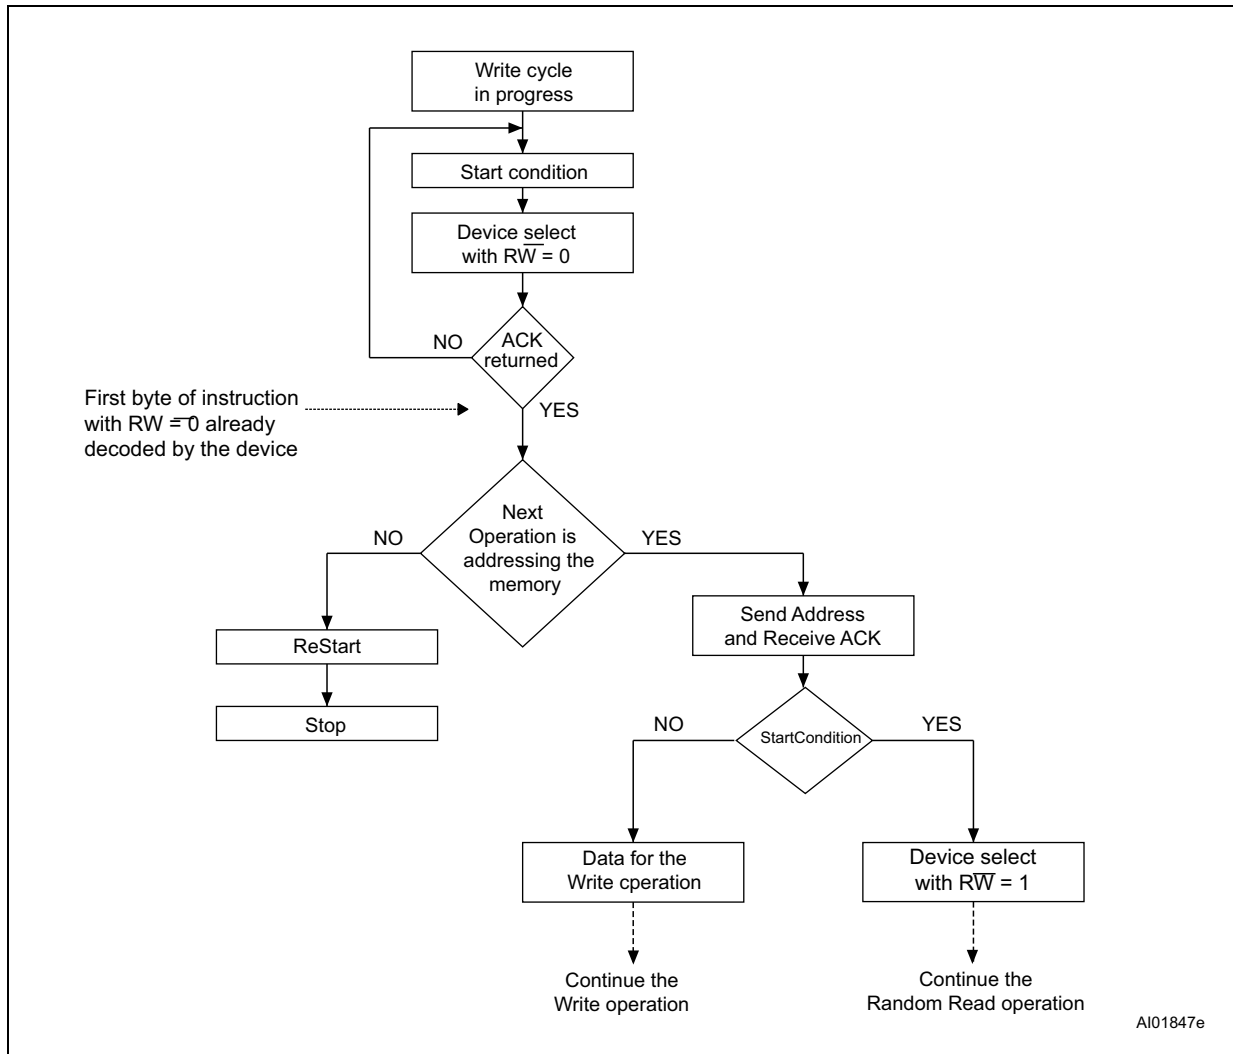 Write cycle
in progress
Start condition
Device select
with RW̅ = 0
ACK
returned
NO
YES
First byte of instruction
with RW = 0 already
decoded by the device
Next
Operation is
addressing the
memory
NO
YES
Send Address
and Receive ACK
ReStart
Stop
StartCondition
NO
YES
Data for the
Write cperation
Device select
with RW̅ = 1
Continue the
Write operation
Continue the
Random Read operation
AI01847e